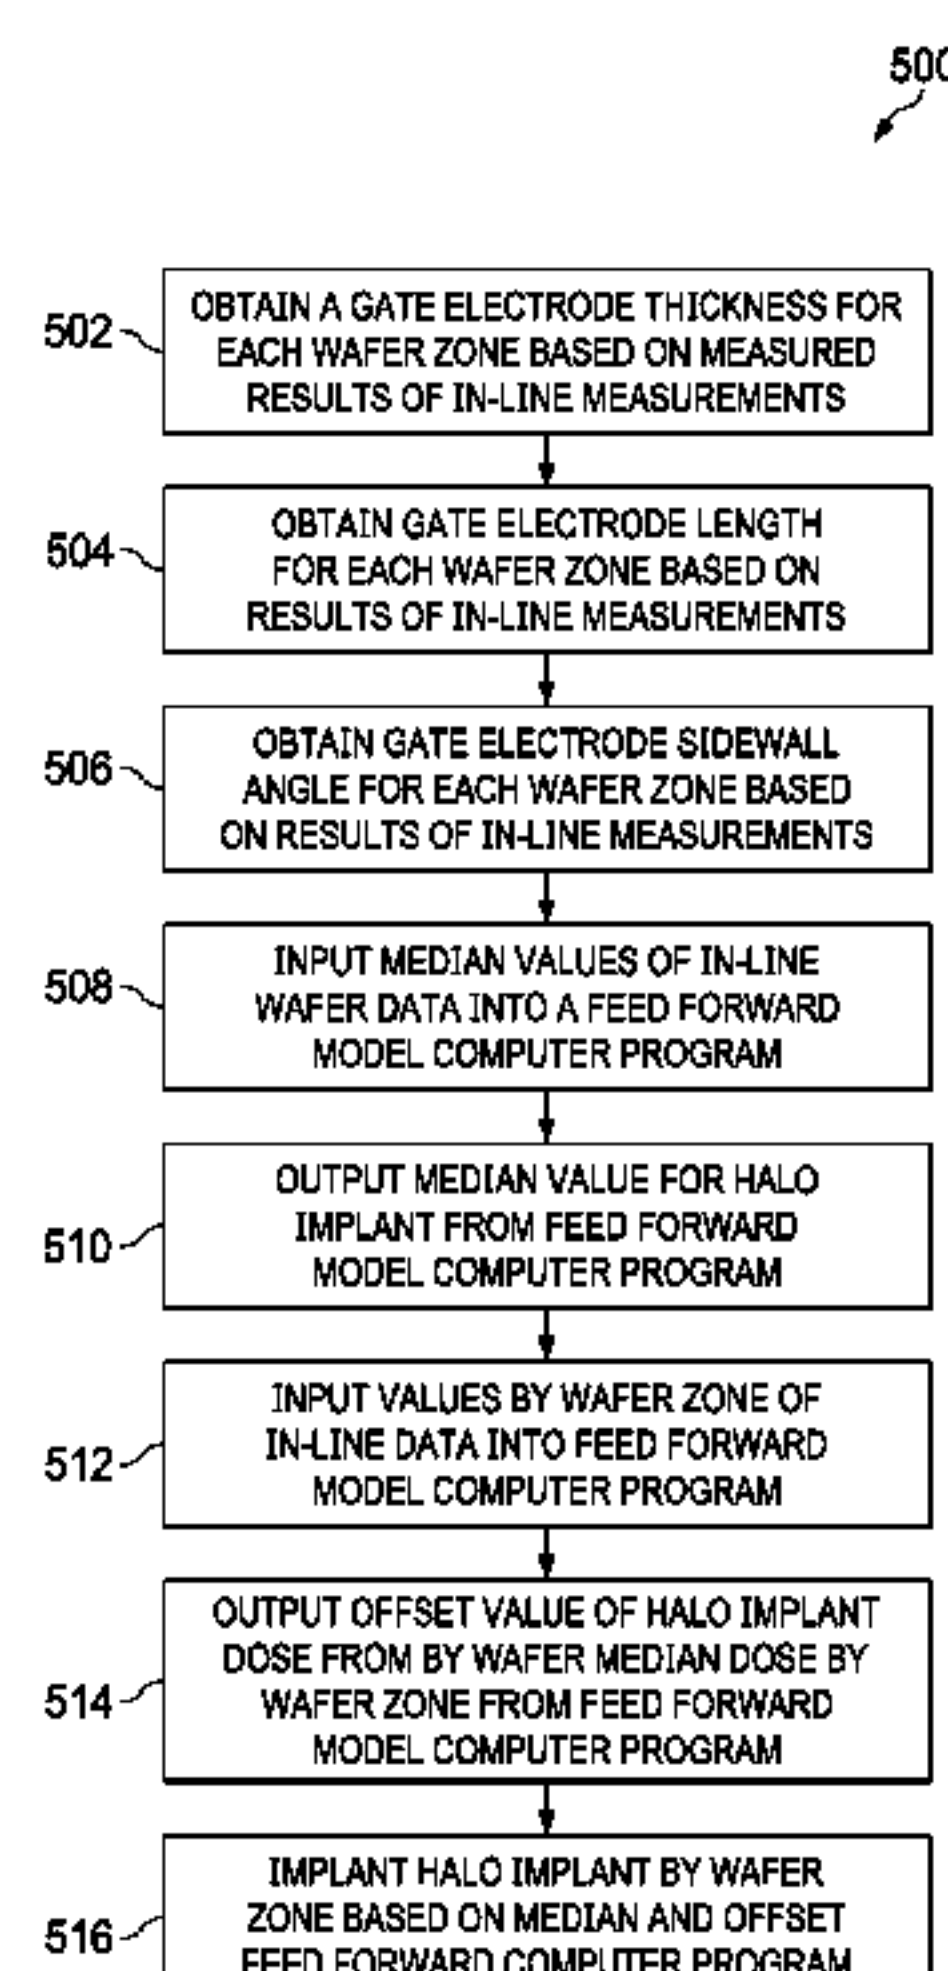 500
502
OBTAIN A GATE ELECTRODE THICKNESS FOR
EACH WAFER ZONE BASED ON MEASURED
RESULTS OF IN-LINE MEASUREMENTS
504
OBTAIN GATE ELECTRODE LENGTH
FOR EACH WAFER ZONE BASED ON
RESULTS OF IN-LINE MEASUREMENTS
506
OBTAIN GATE ELECTRODE SIDEWALL
ANGLE FOR EACH WAFER ZONE BASED
ON RESULTS OF IN-LINE MEASUREMENTS
508
INPUT MEDIAN VALUES OF IN-LINE
WAFER DATA INTO A FEED FORWARD
MODEL COMPUTER PROGRAM
510
OUTPUT MEDIAN VALUE FOR HALO
IMPLANT FROM FEED FORWARD
MODEL COMPUTER PROGRAM
512
INPUT VALUES BY WAFER ZONE OF
IN-LINE DATA INTO FEED FORWARD
MODEL COMPUTER PROGRAM
514
OUTPUT OFFSET VALUE OF HALO IMPLANT
DOSE FROM BY WAFER MEDIAN DOSE BY
WAFER ZONE FROM FEED FORWARD
MODEL COMPUTER PROGRAM
516
IMPLANT HALO IMPLANT BY WAFER
ZONE BASED ON MEDIAN AND OFFSET
FEED FORWARD COMPUTER PROGRAM